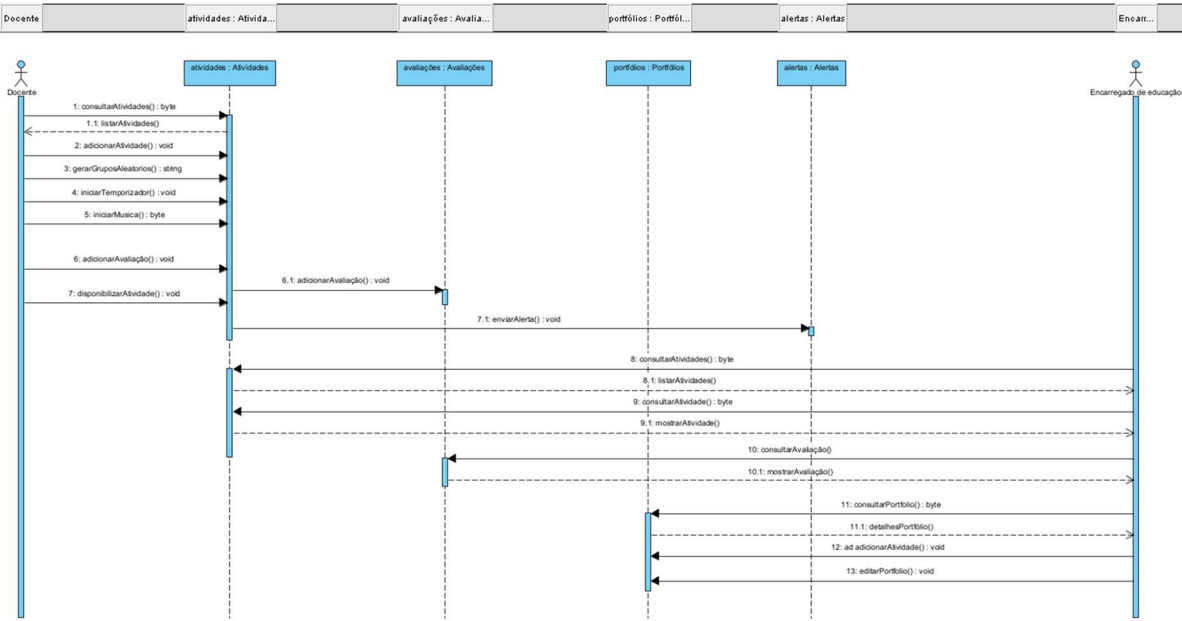 Docente
atividades : Ativida...
avaliações : Avalia...
portfólios : Portfól...
alertas : Alertas
Encarr...
atividades : Atividades
avaliações : Avaliações
portfólios : Portfólios
alertas : Alertas
Docente
Encarregado de educação
1: consultarAtividades() : byte
1.1: listarAtividades()
2: adicionarAtividade() : void
3: gerarGruposAleatorios() : string
4: iniciarTemporizador() : void
5: iniciarMusica() : byte
6: adicionarAvaliação() : void
6.1: adicionarAvaliação() : void
7: disponibilizarAtividade() : void
7.1: enviarAlerta() : void
8: consultarAtividades() : byte
8.1: listarAtividades()
9: consultarAtividade() : byte
9.1: mostrarAtividade()
10: consultarAvaliação()
10.1: mostrarAvaliação()
11: consultarPortfolio() : byte
11.1: detalhesPortfólio()
12: ad adicionarAtividade() : void
13: editarPortfolio() : void